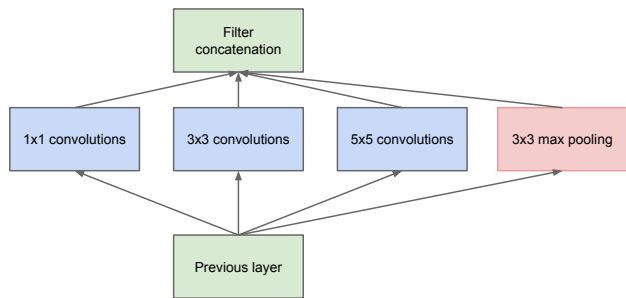 Filter
concatenation
1x1 convolutions
3x3 convolutions
5x5 convolutions
3x3 max pooling
Previous layer